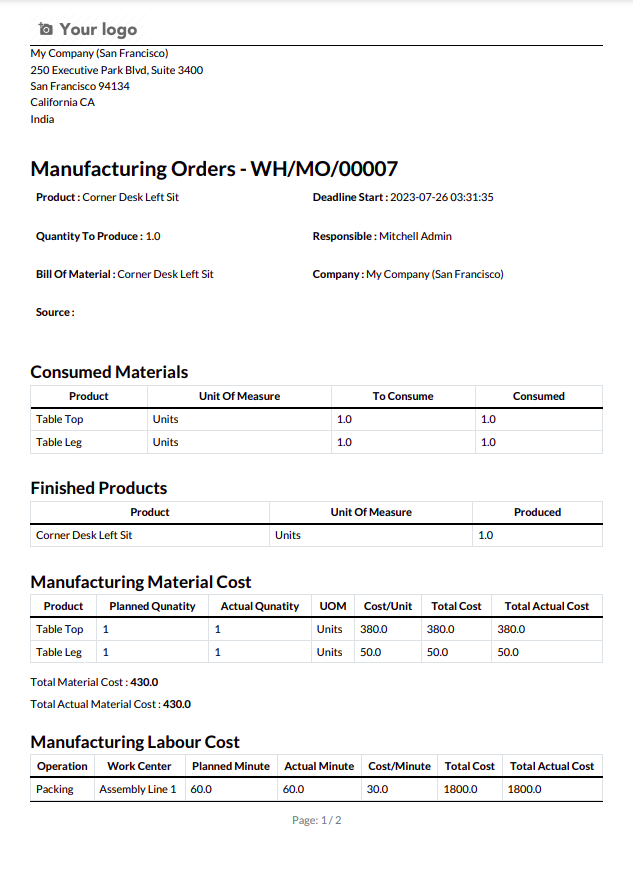 Your logo
My Company (San Francisco)
250 Executive Park Blvd, Suite 3400
San Francisco 94134
California CA
India
Manufacturing Orders - WH/MO/00007
Product : Corner Desk Left Sit Deadline Start : 2023-07-26 03:31:35
Quantity To Produce : 1.0 Responsible : Mitchell Admin
Bill Of Material : Corner Desk Left Sit Company : My Company (San Francisco)
Source :
Consumed Materials
Product Unit Of Measure To Consume Consumed
Table Top Units 1.0 1.0
Table Leg Units 1.0 1.0
Finished Products
Product Unit Of Measure Produced
Corner Desk Left Sit Units 1.0
Manufacturing Material Cost
Product Planned Qunatity Actual Qunatity UOM Cost/Unit Total Cost Total Actual Cost
Table Top 1 1 Units 380.0 380.0 380.0
Table Leg 1 1 Units 50.0 50.0 50.0
Total Material Cost : 430.0
Total Actual Material Cost : 430.0
Manufacturing Labour Cost
Operation Work Center Planned Minute Actual Minute Cost/Minute Total Cost Total Actual Cost
Packing Assembly Line 1 60.0 60.0 30.0 1800.0 1800.0
Page: 1 / 2